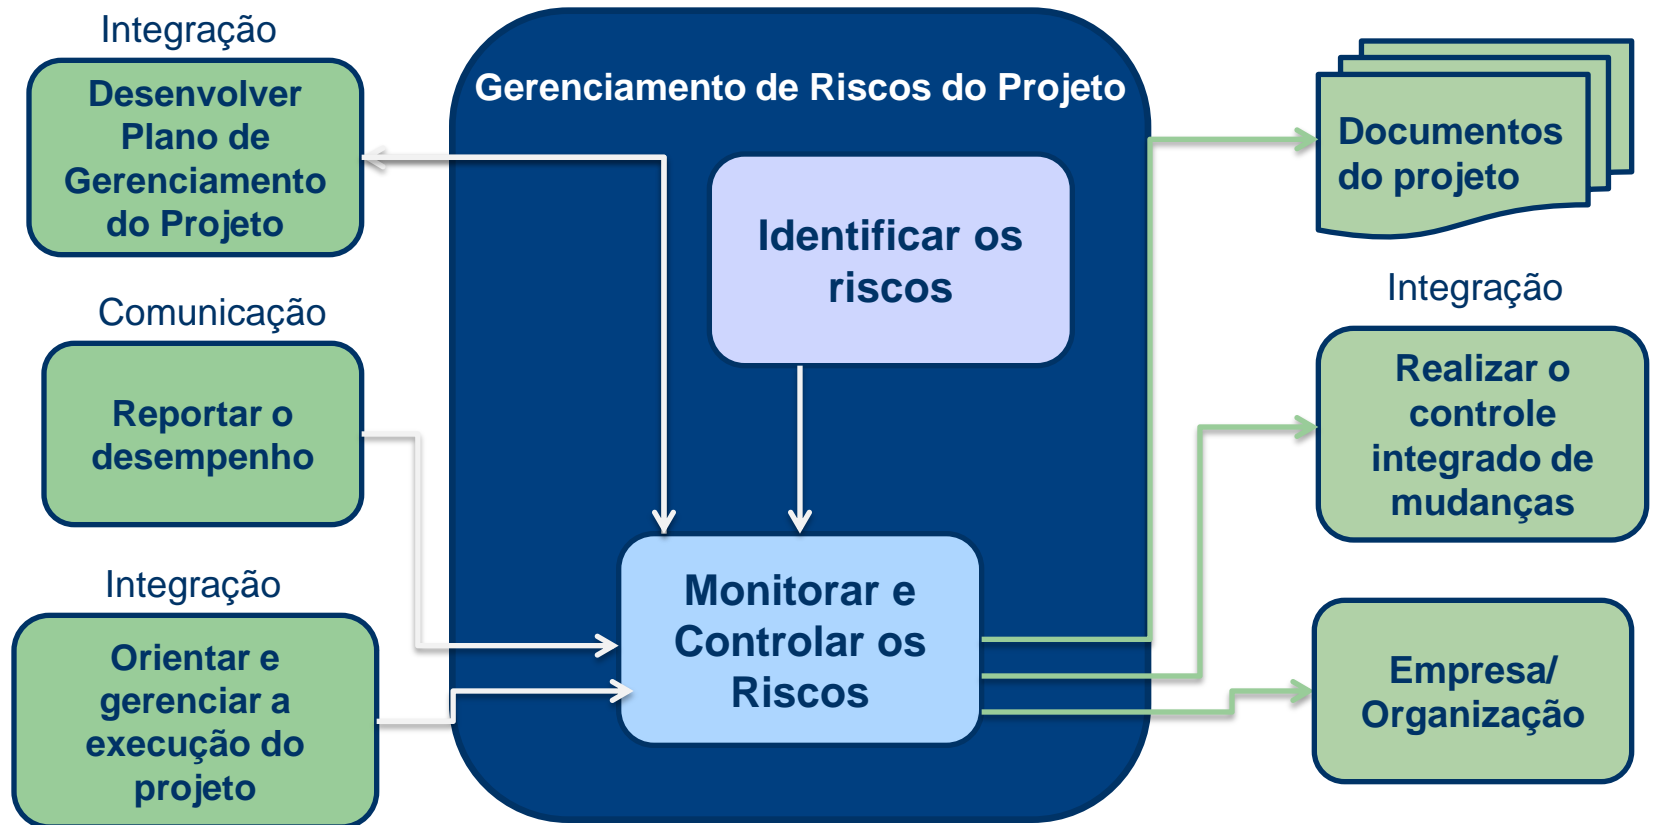 Integração
Desenvolver
Plano de
Gerenciamento
do Projeto
Comunicação
Reportar o
desempenho
Integração
Orientar e
gerenciar a
execução do
projeto
Gerenciamento de Riscos do Projeto
Identificar os
riscos
Monitorar e
Controlar os
Riscos
Documentos
do projeto
Integração
Realizar o
controle
integrado de
mudanças
Empresa/
Organização